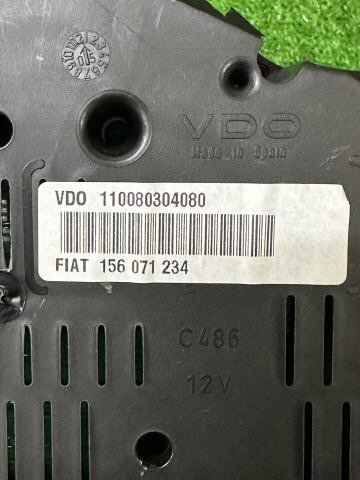 VDO
Made in Spain
VDO 110080304080
FIAT 156 071 234
C486
12V